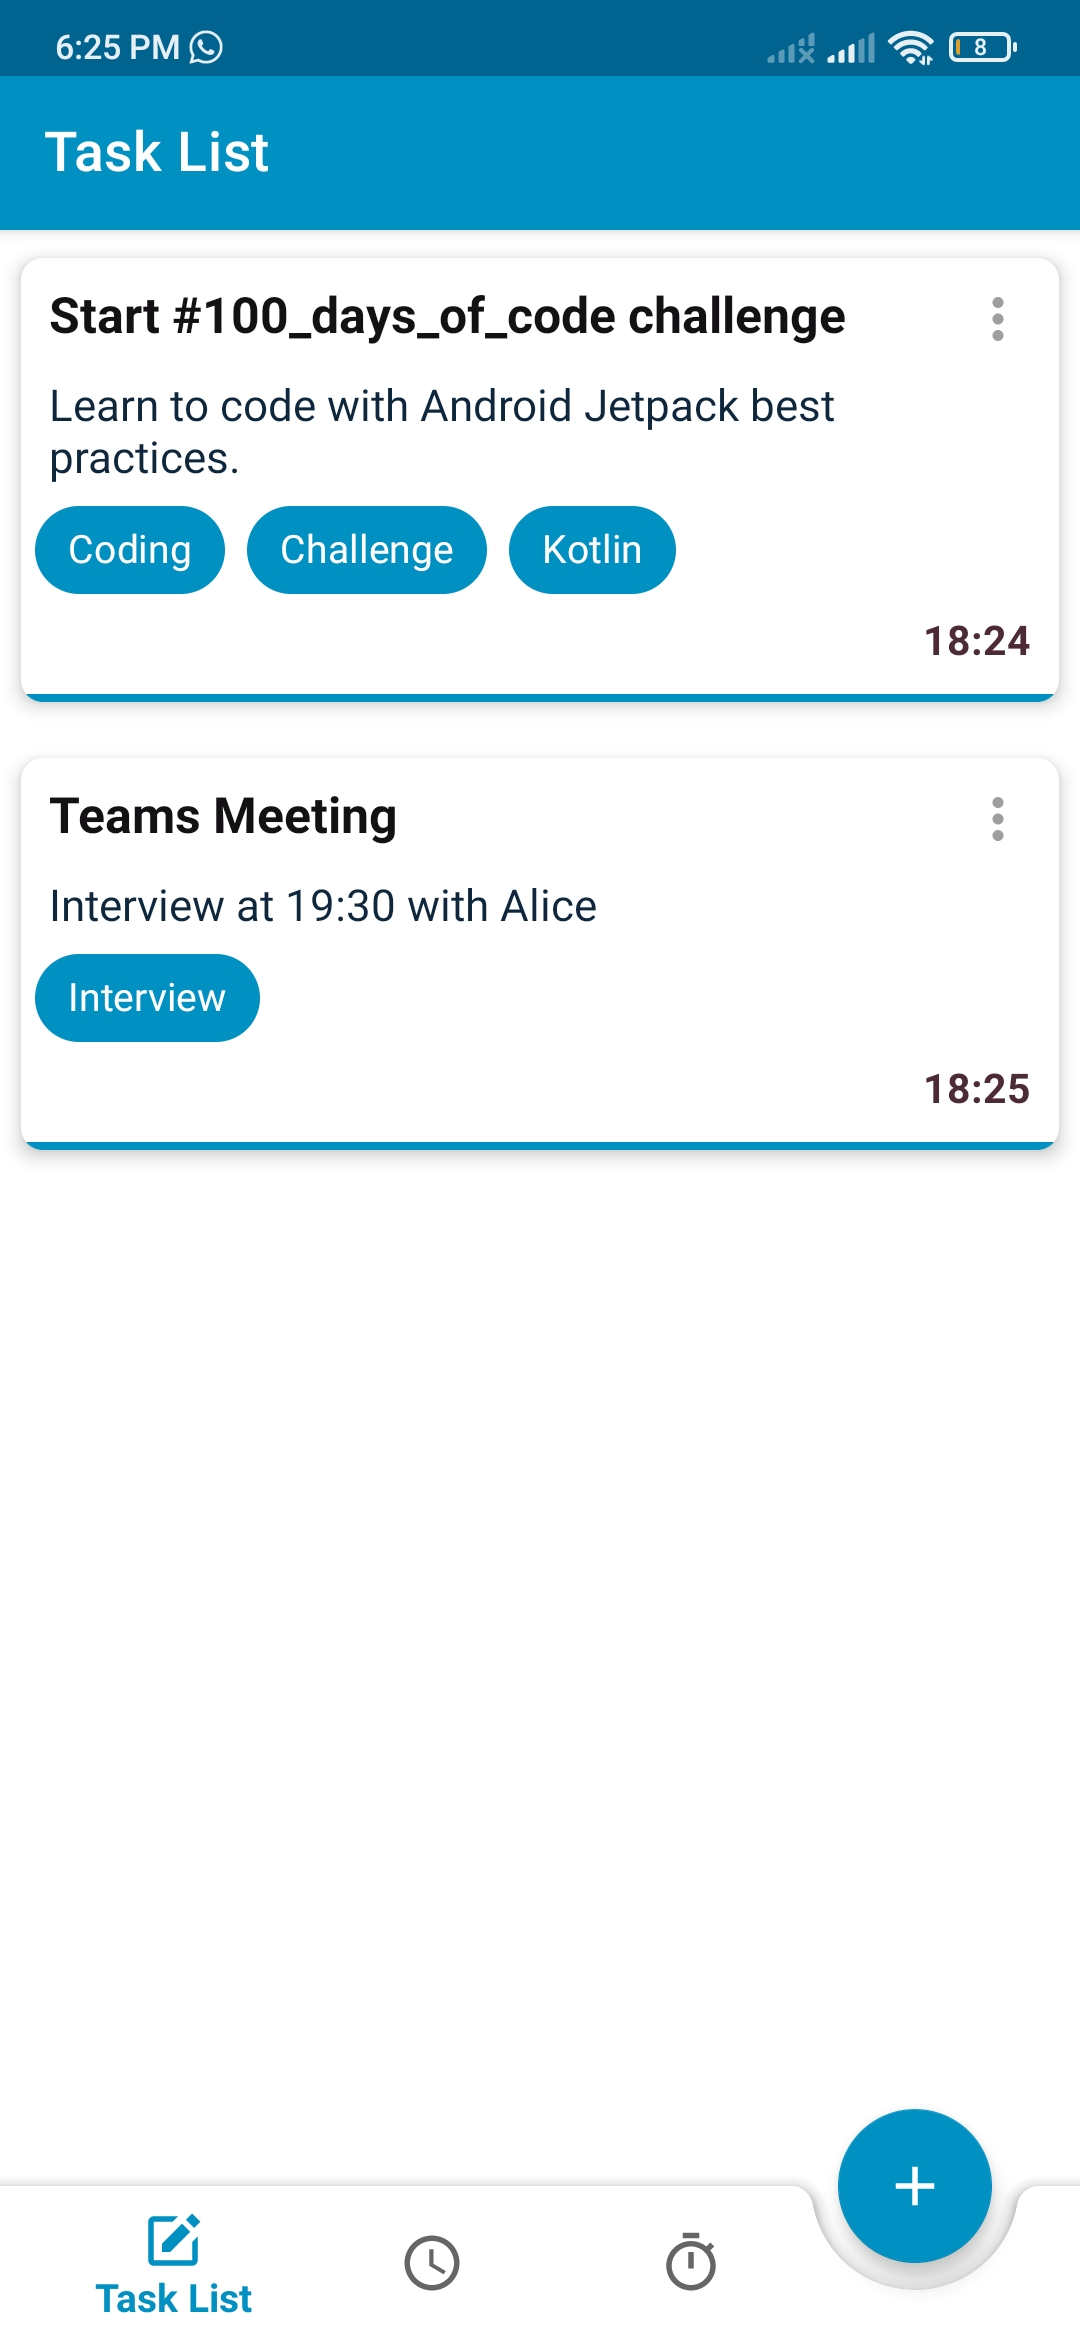 6:25 PM
8
Task List
Start #100_days_of_code challenge
Learn to code with Android Jetpack best
practices.
Coding Challenge Kotlin
18:24
Teams Meeting
Interview at 19:30 with Alice
Interview
18:25
Task List